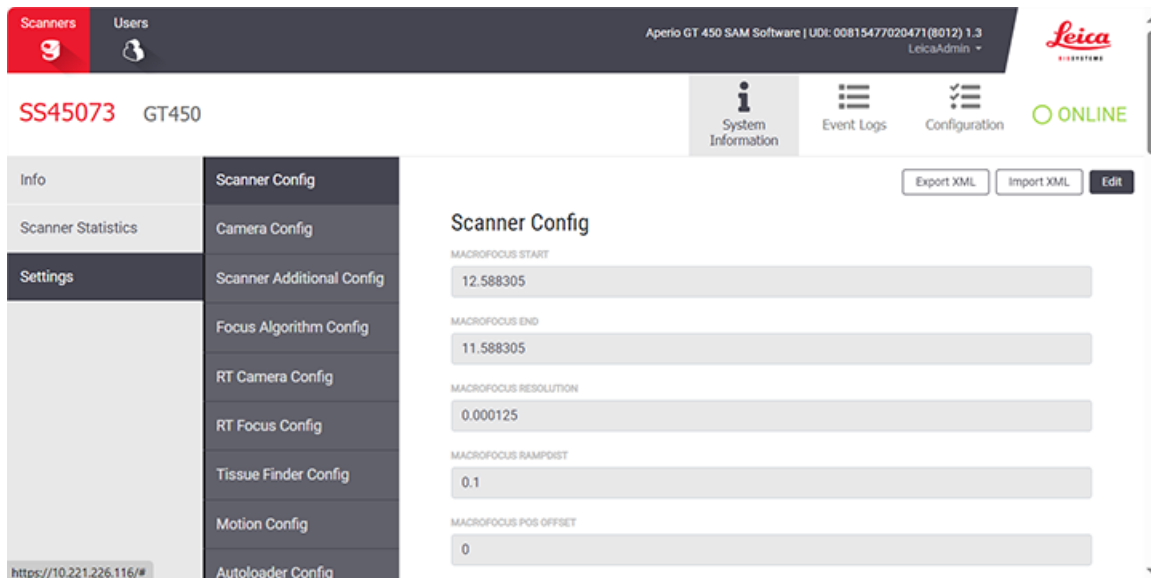 Scanners
Users
Aperio GT 450 SAM Software | UDI: 00815477020471(8012) 1.3
LeicaAdmin
Leica
BIOSYSTEMS
SS45073 GT450
System
Information
Event Logs
Configuration
ONLINE
Info
Scanner Statistics
Settings
Scanner Config
Camera Config
Scanner Additional Config
Focus Algorithm Config
RT Camera Config
RT Focus Config
Tissue Finder Config
Motion Config
Autoloader Config
Export XML
Import XML
Edit
Scanner Config
MACROFOCUS START
12.588305
MACROFOCUS END
11.588305
MACROFOCUS RESOLUTION
0.000125
MACROFOCUS RAMPDIST
0.1
MACROFOCUS POS OFFSET
0
https://10.221.226.116/#